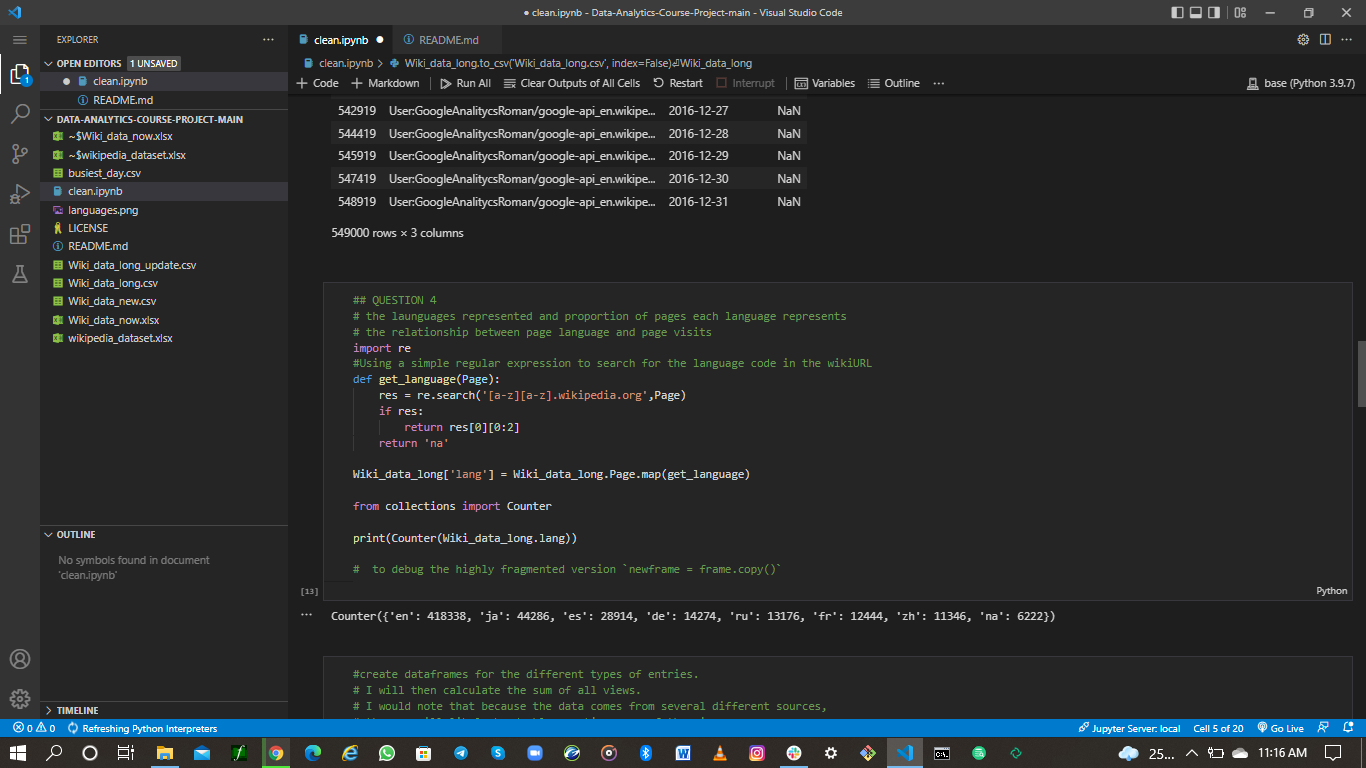 clean.ipynb - Data-Analytics-Course-Project-main - Visual Studio Code
EXPLORER
OPEN EDITORS 1 UNSAVED
clean.ipynb
README.md
DATA-ANALYTICS-COURSE-PROJECT-MAIN
~$Wiki_data_now.xlsx
~$wikipedia_dataset.xlsx
busiest_day.csv
clean.ipynb
languages.png
LICENSE
README.md
Wiki_data_long_update.csv
Wiki_data_long.csv
Wiki_data_new.csv
Wiki_data_now.xlsx
wikipedia_dataset.xlsx
OUTLINE
No symbols found in document
'clean.ipynb'
TIMELINE
clean.ipynb README.md
clean.ipynb > Wiki_data_long.to_csv('Wiki_data_long.csv', index=False)⏎Wiki_data_long
+ Code + Markdown Run All Clear Outputs of All Cells Restart Interrupt Variables Outline ... base (Python 3.9.7)
542919 User:GoogleAnalitycsRoman/google-api_en.wikipe... 2016-12-27 NaN
544419 User:GoogleAnalitycsRoman/google-api_en.wikipe... 2016-12-28 NaN
545919 User:GoogleAnalitycsRoman/google-api_en.wikipe... 2016-12-29 NaN
547419 User:GoogleAnalitycsRoman/google-api_en.wikipe... 2016-12-30 NaN
548919 User:GoogleAnalitycsRoman/google-api_en.wikipe... 2016-12-31 NaN
549000 rows × 3 columns
## QUESTION 4
# the launguages represented and proportion of pages each language represents
# the relationship between page language and page visits
import re
#Using a simple regular expression to search for the language code in the wikiURL
def get_language(Page):
res = re.search('[a-z][a-z].wikipedia.org',Page)
if res:
return res[0][0:2]
return 'na'
Wiki_data_long['lang'] = Wiki_data_long.Page.map(get_language)
from collections import Counter
print(Counter(Wiki_data_long.lang))
#  to debug the highly fragmented version `newframe = frame.copy()`
[13]
Python
Counter({'en': 418338, 'ja': 44286, 'es': 28914, 'de': 14274, 'ru': 13176, 'fr': 12444, 'zh': 11346, 'na': 6222})
#create dataframes for the different types of entries.
# I will then calculate the sum of all views.
# I would note that because the data comes from several different sources,
0 0 Refreshing Python Interpreters Jupyter Server: local Cell 5 of 20 Go Live
25... 11:16 AM